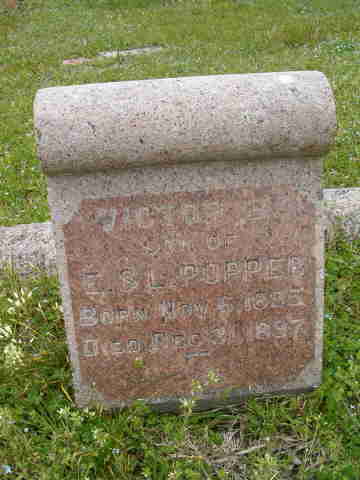 VICTOR
SON OF
E. & L. POPPER
BORN NOV. 5, 1895
DIED DEC. 31, 1897